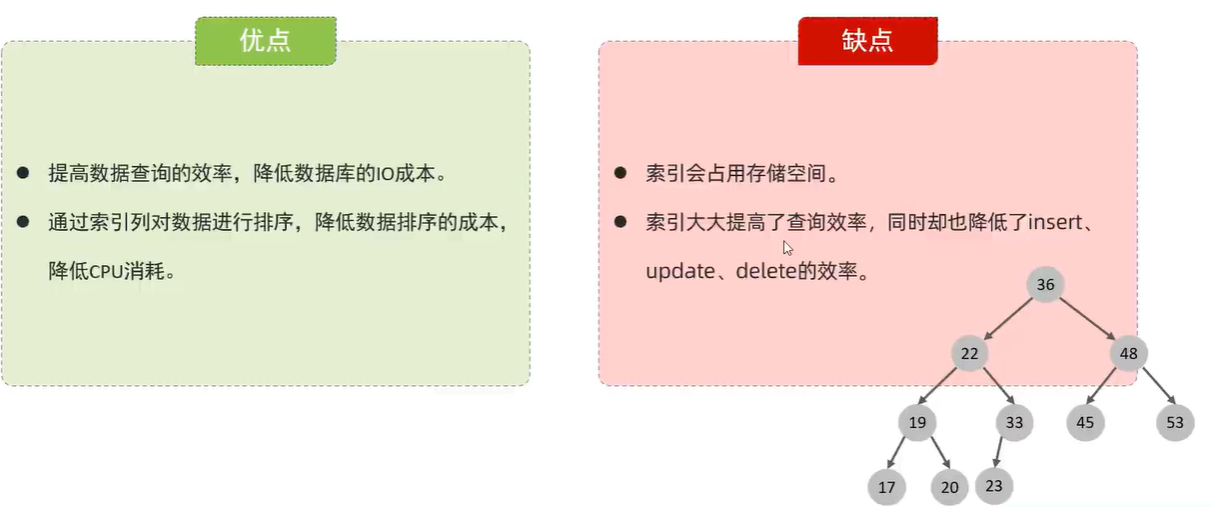 优点
提高数据查询的效率，降低数据库的IO成本。
通过索引列对数据进行排序，降低数据排序的成本，
降低CPU消耗。
缺点
索引会占用存储空间。
索引大大提高了查询效率，同时却也降低了insert、
update、delete的效率。
36
22
48
19
33
45
53
17
20
23